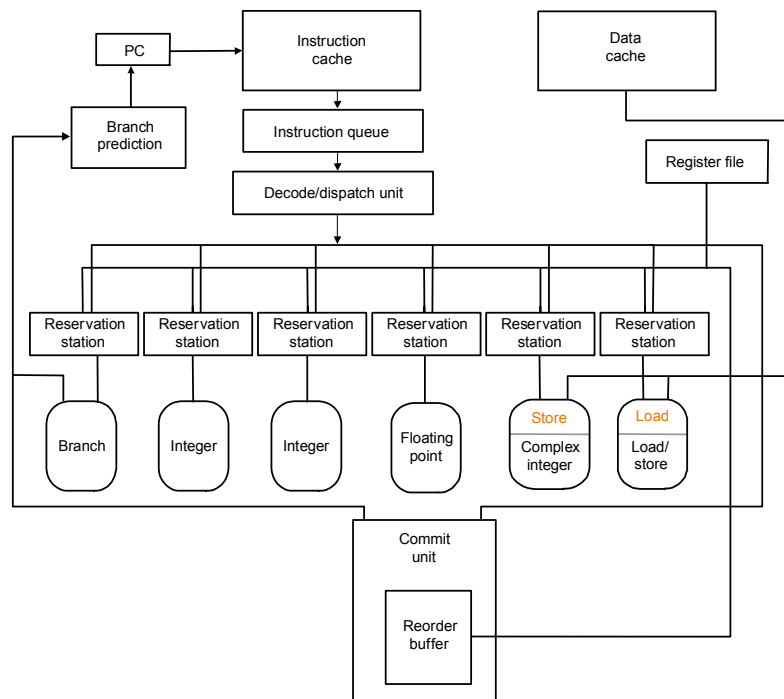 Instruction
cache
Data
cache
PC
Branch
prediction
Instruction queue
Register file
Decode/dispatch unit
Reservation
station
Reservation
station
Reservation
station
Reservation
station
Reservation
station
Reservation
station
Branch
Integer
Integer
Floating
point
Store
Complex
integer
Load
Load/
store
Commit
unit
Reorder
buffer